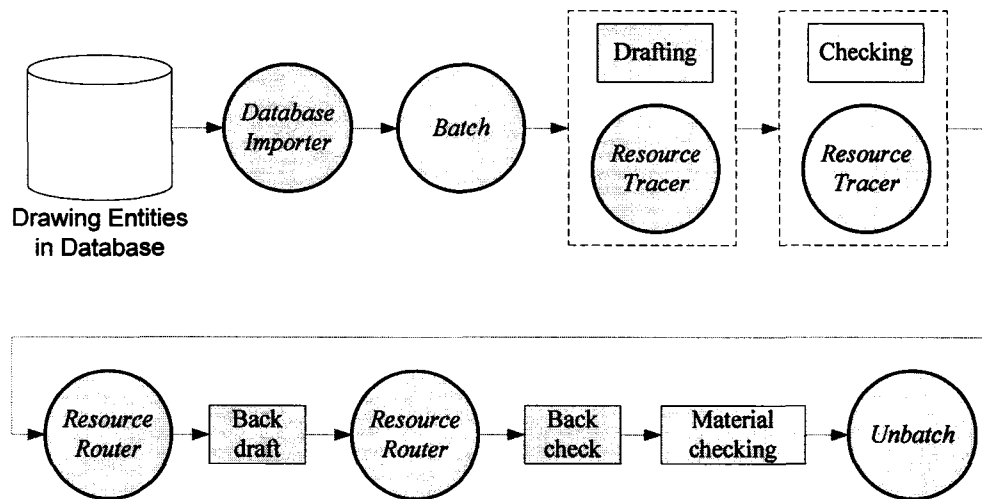 Drafting
Checking
Database
Importer
Batch
Resource
Tracer
Resource
Tracer
Drawing Entities
in Database
Resource
Router
Back
draft
Resource
Router
Back
check
Material
checking
Unbatch